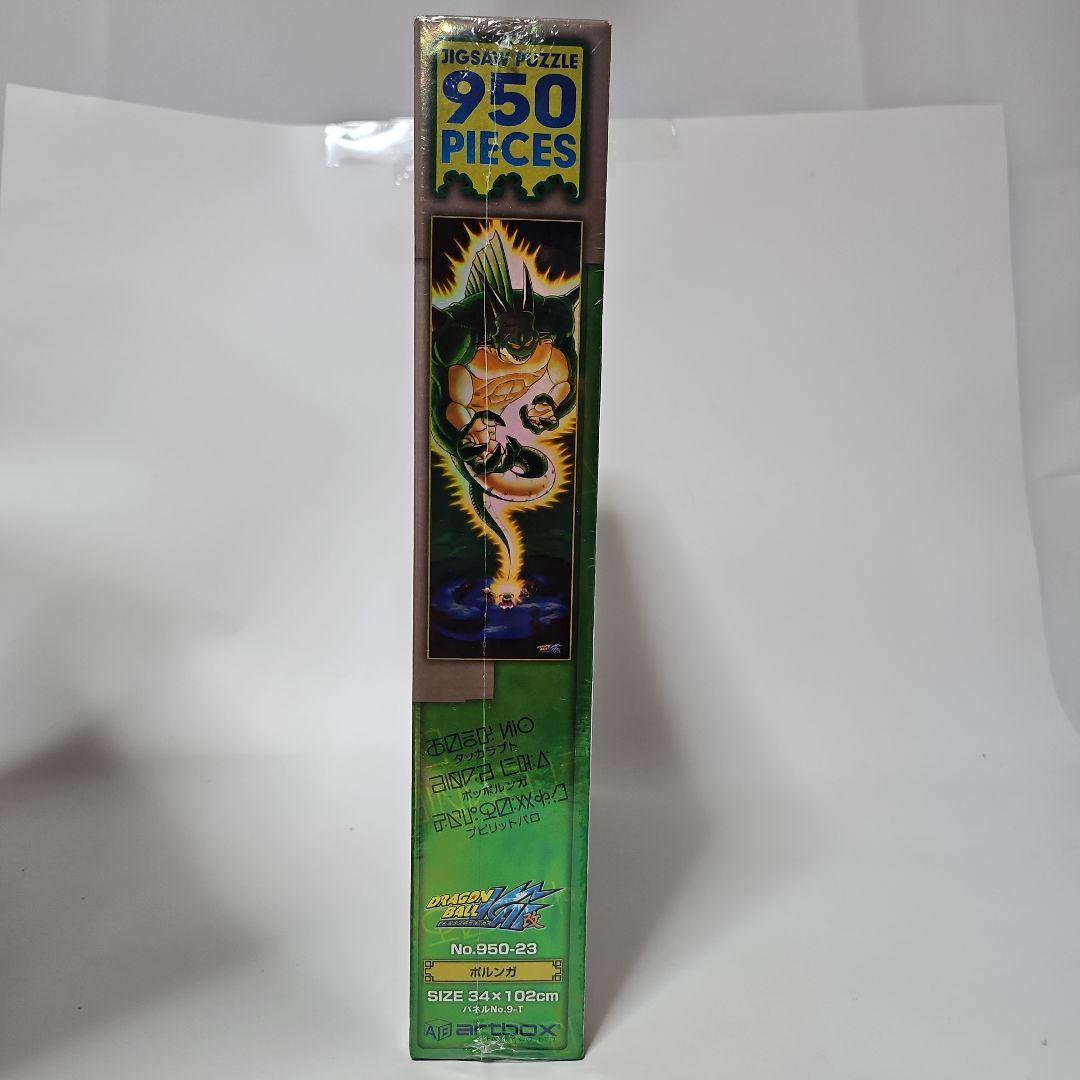 JIGSAW PUZZLE
950
PIECES
タッカラプト
ポッポルンガ
プピリットパロ
DRAGON
BALL
KAI 改
No.950-23
ポルンガ
SIZE 34×102cm
パネルNo.9-T
artbox